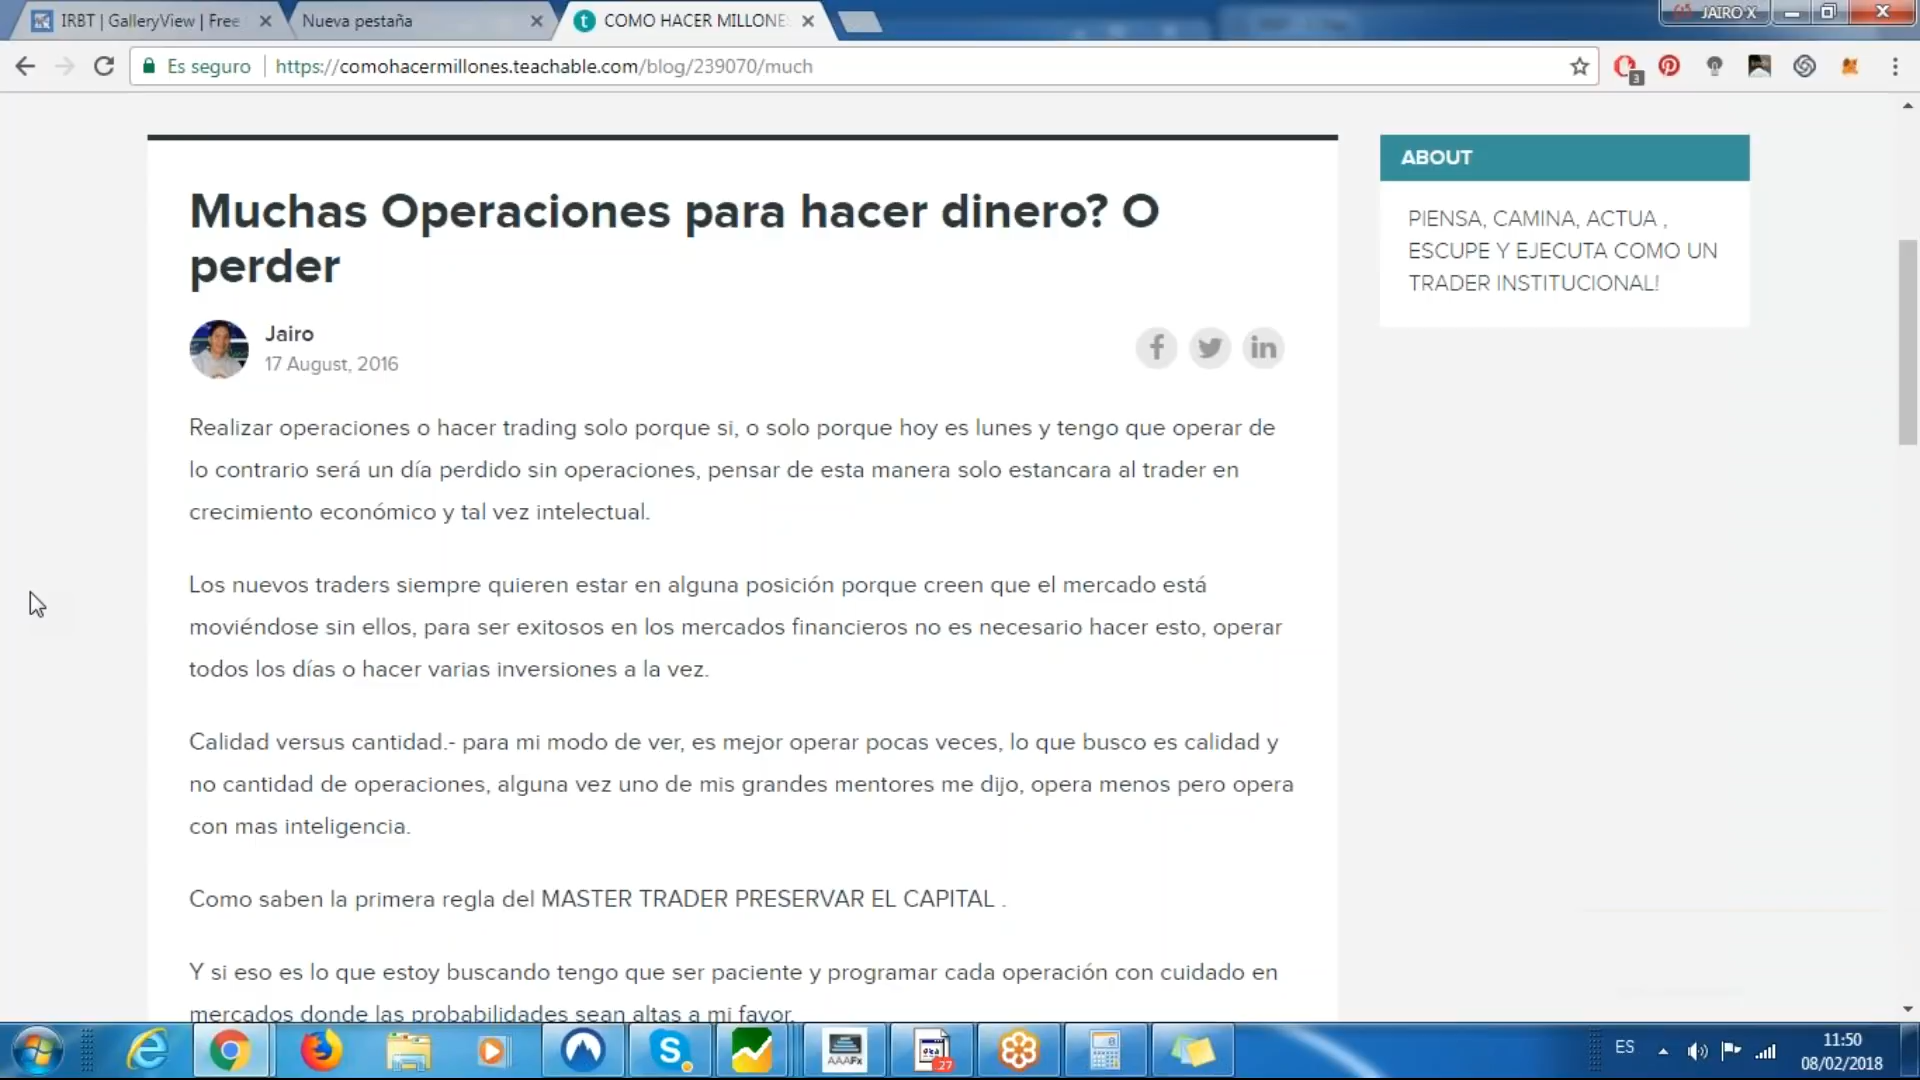 IRBT | GalleryView | Free
Nueva pestaña
COMO HACER MILLONE
JAIRO X
Es seguro
https://comohacermillones.teachable.com/blog/239070/much
3
Muchas Operaciones para hacer dinero? O
perder
Jairo
17 August, 2016
Realizar operaciones o hacer trading solo porque si, o solo porque hoy es lunes y tengo que operar de
lo contrario será un día perdido sin operaciones, pensar de esta manera solo estancara al trader en
crecimiento económico y tal vez intelectual.
Los nuevos traders siempre quieren estar en alguna posición porque creen que el mercado está
moviéndose sin ellos, para ser exitosos en los mercados financieros no es necesario hacer esto, operar
todos los días o hacer varias inversiones a la vez.
Calidad versus cantidad.- para mi modo de ver, es mejor operar pocas veces, lo que busco es calidad y
no cantidad de operaciones, alguna vez uno de mis grandes mentores me dijo, opera menos pero opera
con mas inteligencia.
Como saben la primera regla del MASTER TRADER PRESERVAR EL CAPITAL .
Y si eso es lo que estoy buscando tengo que ser paciente y programar cada operación con cuidado en
mercados donde las probabilidades sean altas a mi favor.
ABOUT
PIENSA, CAMINA, ACTUA ,
ESCUPE Y EJECUTA COMO UN
TRADER INSTITUCIONAL!
AAAFx
27
ES
11:50
08/02/2018